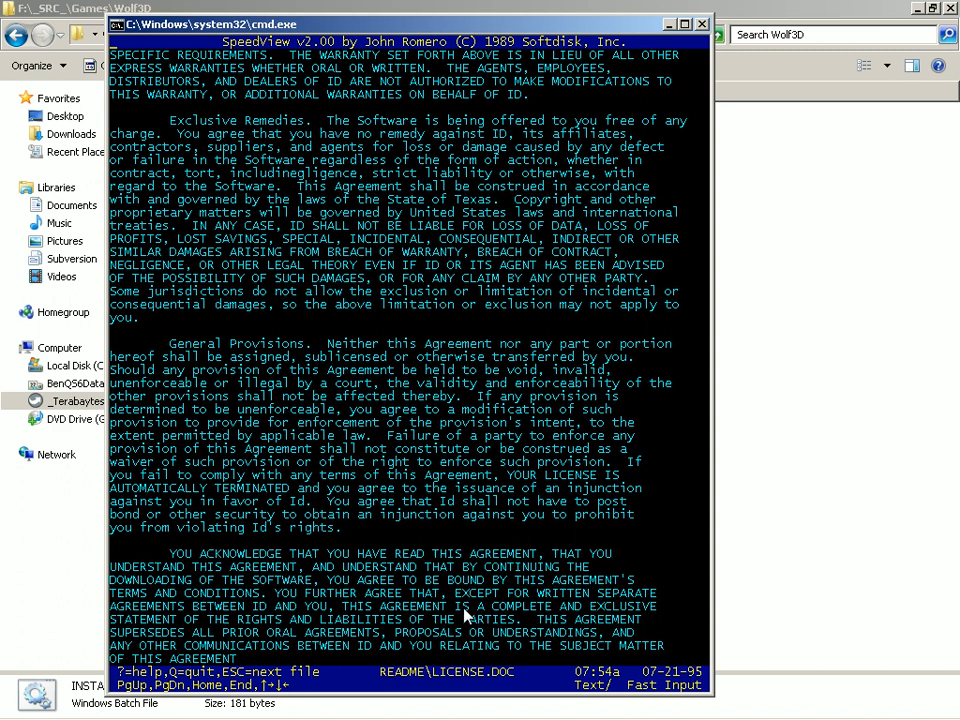 F:\_SRC_\Games\Wolf3D
C:\Windows\system32\cmd.exe
Search Wolf3D
Organize
Favorites
Desktop
Downloads
Recent Place
Libraries
Documents
Music
Pictures
Subversion
Videos
Homegroup
Computer
Local Disk (C
BenQS6Data
_Terabytes
DVD Drive (G
Network
SpeedView v2.00 by John Romero (C) 1989 Softdisk, Inc.
SPECIFIC REQUIREMENTS.  THE WARRANTY SET FORTH ABOVE IS IN LIEU OF ALL OTHER
EXPRESS WARRANTIES WHETHER ORAL OR WRITTEN.  THE AGENTS, EMPLOYEES,
DISTRIBUTORS, AND DEALERS OF ID ARE NOT AUTHORIZED TO MAKE MODIFICATIONS TO
THIS WARRANTY, OR ADDITIONAL WARRANTIES ON BEHALF OF ID.
Exclusive Remedies.  The Software is being offered to you free of any
charge.  You agree that you have no remedy against ID, its affiliates,
contractors, suppliers, and agents for loss or damage caused by any defect
or failure in the Software regardless of the form of action, whether in
contract, tort, includinegligence, strict liability or otherwise, with
regard to the Software.  This Agreement shall be construed in accordance
with and governed by the laws of the State of Texas.  Copyright and other
proprietary matters will be governed by United States laws and international
treaties.  IN ANY CASE, ID SHALL NOT BE LIABLE FOR LOSS OF DATA, LOSS OF
PROFITS, LOST SAVINGS, SPECIAL, INCIDENTAL, CONSEQUENTIAL, INDIRECT OR OTHER
SIMILAR DAMAGES ARISING FROM BREACH OF WARRANTY, BREACH OF CONTRACT,
NEGLIGENCE, OR OTHER LEGAL THEORY EVEN IF ID OR ITS AGENT HAS BEEN ADVISED
OF THE POSSIBILITY OF SUCH DAMAGES, OR FOR ANY CLAIM BY ANY OTHER PARTY.
Some jurisdictions do not allow the exclusion or limitation of incidental or
consequential damages, so the above limitation or exclusion may not apply to
you.
General Provisions.  Neither this Agreement nor any part or portion
hereof shall be assigned, sublicensed or otherwise transferred by you.
Should any provision of this Agreement be held to be void, invalid,
unenforceable or illegal by a court, the validity and enforceability of the
other provisions shall not be affected thereby.  If any provision is
determined to be unenforceable, you agree to a modification of such
provision to provide for enforcement of the provision's intent, to the
extent permitted by applicable law.  Failure of a party to enforce any
provision of this Agreement shall not constitute or be construed as a
waiver of such provision or of the right to enforce such provision.  If
you fail to comply with any terms of this Agreement, YOUR LICENSE IS
AUTOMATICALLY TERMINATED and you agree to the issuance of an injunction
against you in favor of Id.  You agree that Id shall not have to post
bond or other security to obtain an injunction against you to prohibit
you from violating Id's rights.
YOU ACKNOWLEDGE THAT YOU HAVE READ THIS AGREEMENT, THAT YOU
UNDERSTAND THIS AGREEMENT, AND UNDERSTAND THAT BY CONTINUING THE
DOWNLOADING OF THE SOFTWARE, YOU AGREE TO BE BOUND BY THIS AGREEMENT'S
TERMS AND CONDITIONS. YOU FURTHER AGREE THAT, EXCEPT FOR WRITTEN SEPARATE
AGREEMENTS BETWEEN ID AND YOU, THIS AGREEMENT IS A COMPLETE AND EXCLUSIVE
STATEMENT OF THE RIGHTS AND LIABILITIES OF THE PARTIES.  THIS AGREEMENT
SUPERSEDES ALL PRIOR ORAL AGREEMENTS, PROPOSALS OR UNDERSTANDINGS, AND
ANY OTHER COMMUNICATIONS BETWEEN ID AND YOU RELATING TO THE SUBJECT MATTER
OF THIS AGREEMENT
?=help,Q=quit,ESC=next file README\LICENSE.DOC 07:54a 07-21-95
PgUp,PgDn,Home,End,↑→↓← Text/ Fast Input
INSTA
Windows Batch File Size: 181 bytes